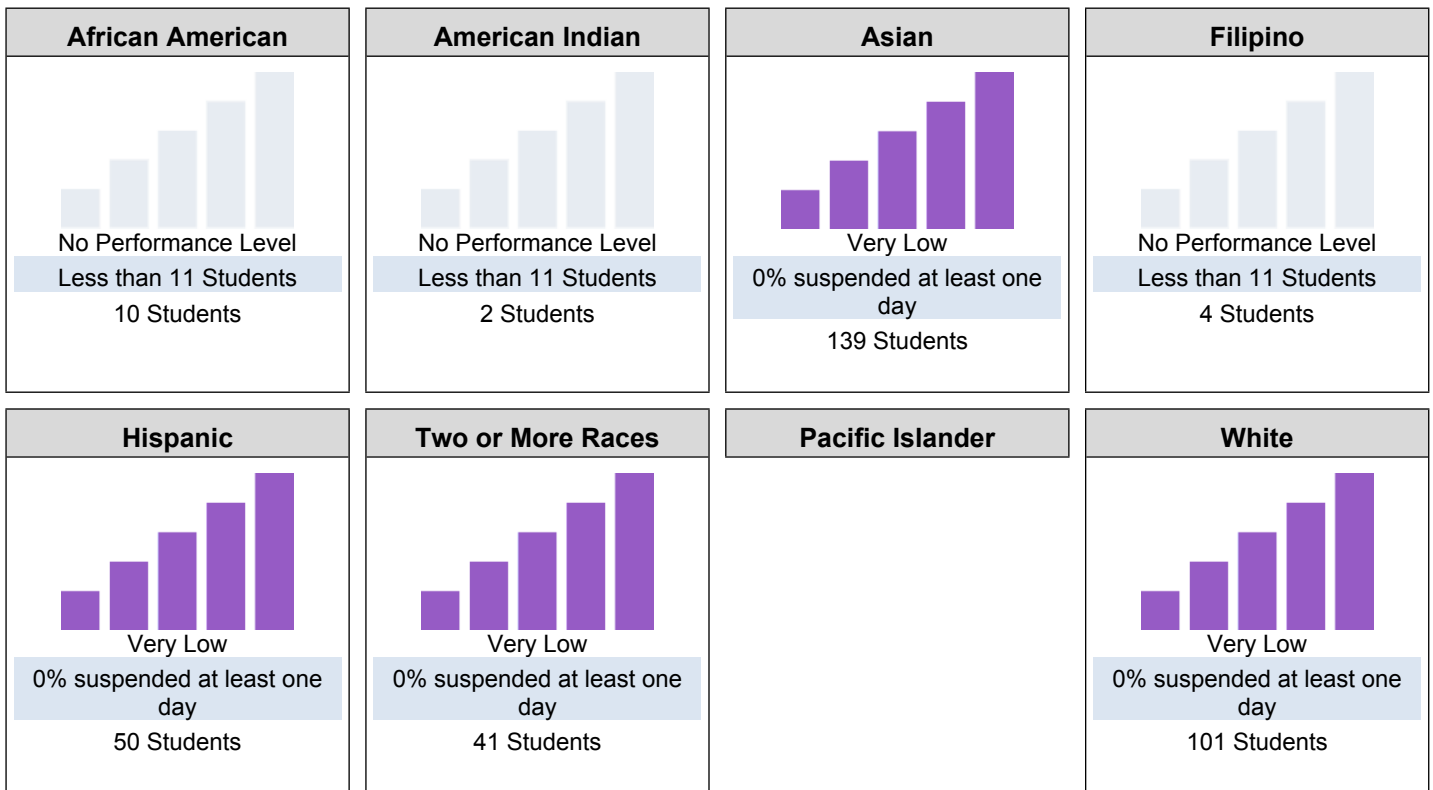 African American
No Performance Level
Less than 11 Students
10 Students
American Indian
No Performance Level
Less than 11 Students
2 Students
Asian
Very Low
0% suspended at least one
day
139 Students
Filipino
No Performance Level
Less than 11 Students
4 Students
Hispanic
Very Low
0% suspended at least one
day
50 Students
Two or More Races
Very Low
0% suspended at least one
day
41 Students
Pacific Islander
White
Very Low
0% suspended at least one
day
101 Students